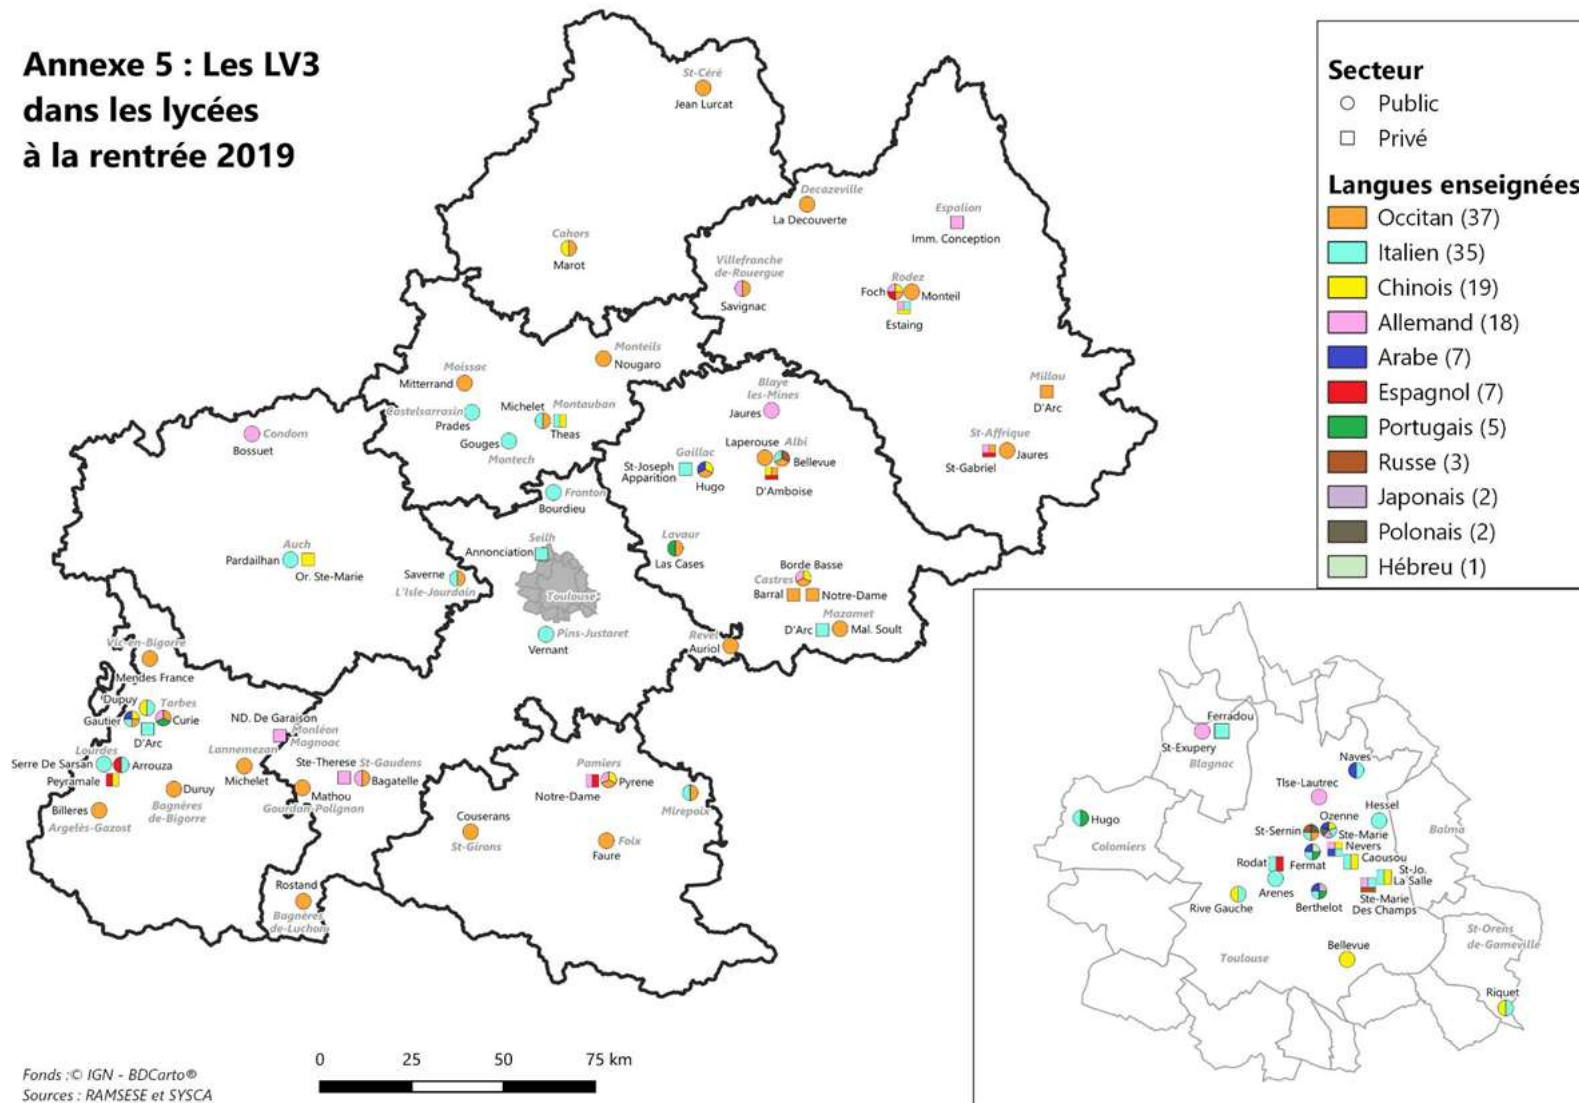 Annexe 5 : Les LV3
dans les lycées
à la rentrée 2019
St-Céré
Jean Lurcat
Decazeville
La Decouverte
Espalion
Imm. Conception
Cahors
Marot
Villefranche
de-Rouergue
Savignac
Rodez
Foch
Monteil
Estaing
Monteils
Nougaro
Moissac
Mitterrand
Castelsarrasin
Prades
Michelet
Montauban
Theas
Gouges
Montech
Blaye
les-Mines
Jaures
Millau
D'Arc
Condom
Bossuet
Laperouse
Albi
Bellevue
D'Amboise
Gaillac
St-Joseph
Apparition
Hugo
St-Affrique
St-Gabriel
Jaures
Fronton
Bourdieu
Seilh
Annonciation
Auch
Pardailhan
Or. Ste-Marie
Saverne
L'Isle-Jourdain
Toulouse
Lavaur
Las Cases
Borde Basse
Castres
Barral
Notre-Dame
Mazamet
D'Arc
Mal. Soult
Pins-Justaret
Vernant
Revel
Auriol
Vic-en-Bigorre
Mendes France
Dupuy
Tarbes
Gautier
Curie
D'Arc
ND. De Garaison
Monléon
Magnoac
Lourdes
Serre De Sarsan
Arrouza
Peyramale
Lannemezan
Michelet
Ste-Therese
St-Gaudens
Bagatelle
Mathou
Gourdan-Polignan
Duruy
Bagnères
de-Bigorre
Billeres
Argelès-Gazost
Pamiers
Pyrene
Notre-Dame
Mirepoix
Couserans
St-Girons
Foix
Faure
Rostand
Bagnères
de-Luchon
0 25 50 75 km
Fonds :© IGN - BDCarto®
Sources : RAMSESE et SYSCA
Secteur
Public
Privé
Langues enseignées
Occitan (37)
Italien (35)
Chinois (19)
Allemand (18)
Arabe (7)
Espagnol (7)
Portugais (5)
Russe (3)
Japonais (2)
Polonais (2)
Hébreu (1)
Ferradou
St-Exupery
Blagnac
Naves
Tlse-Lautrec
Hessel
Hugo
Colomiers
Balma
Ozenne
St-Sernin
Ste-Marie
Nevers
Fermat
Caousou
Rodat
Arenes
St-Jo.
La Salle
Ste-Marie
Des Champs
Rive Gauche
Berthelot
Bellevue
Toulouse
St-Orens
de-Gameville
Riquet